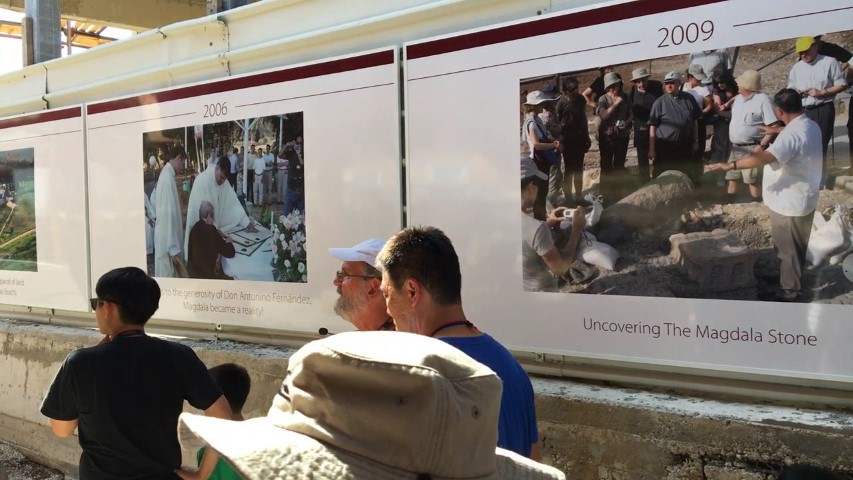 2006
2009
to the generosity of Don Antonino Fernández,
Magdala became a reality!
Uncovering The Magdala Stone